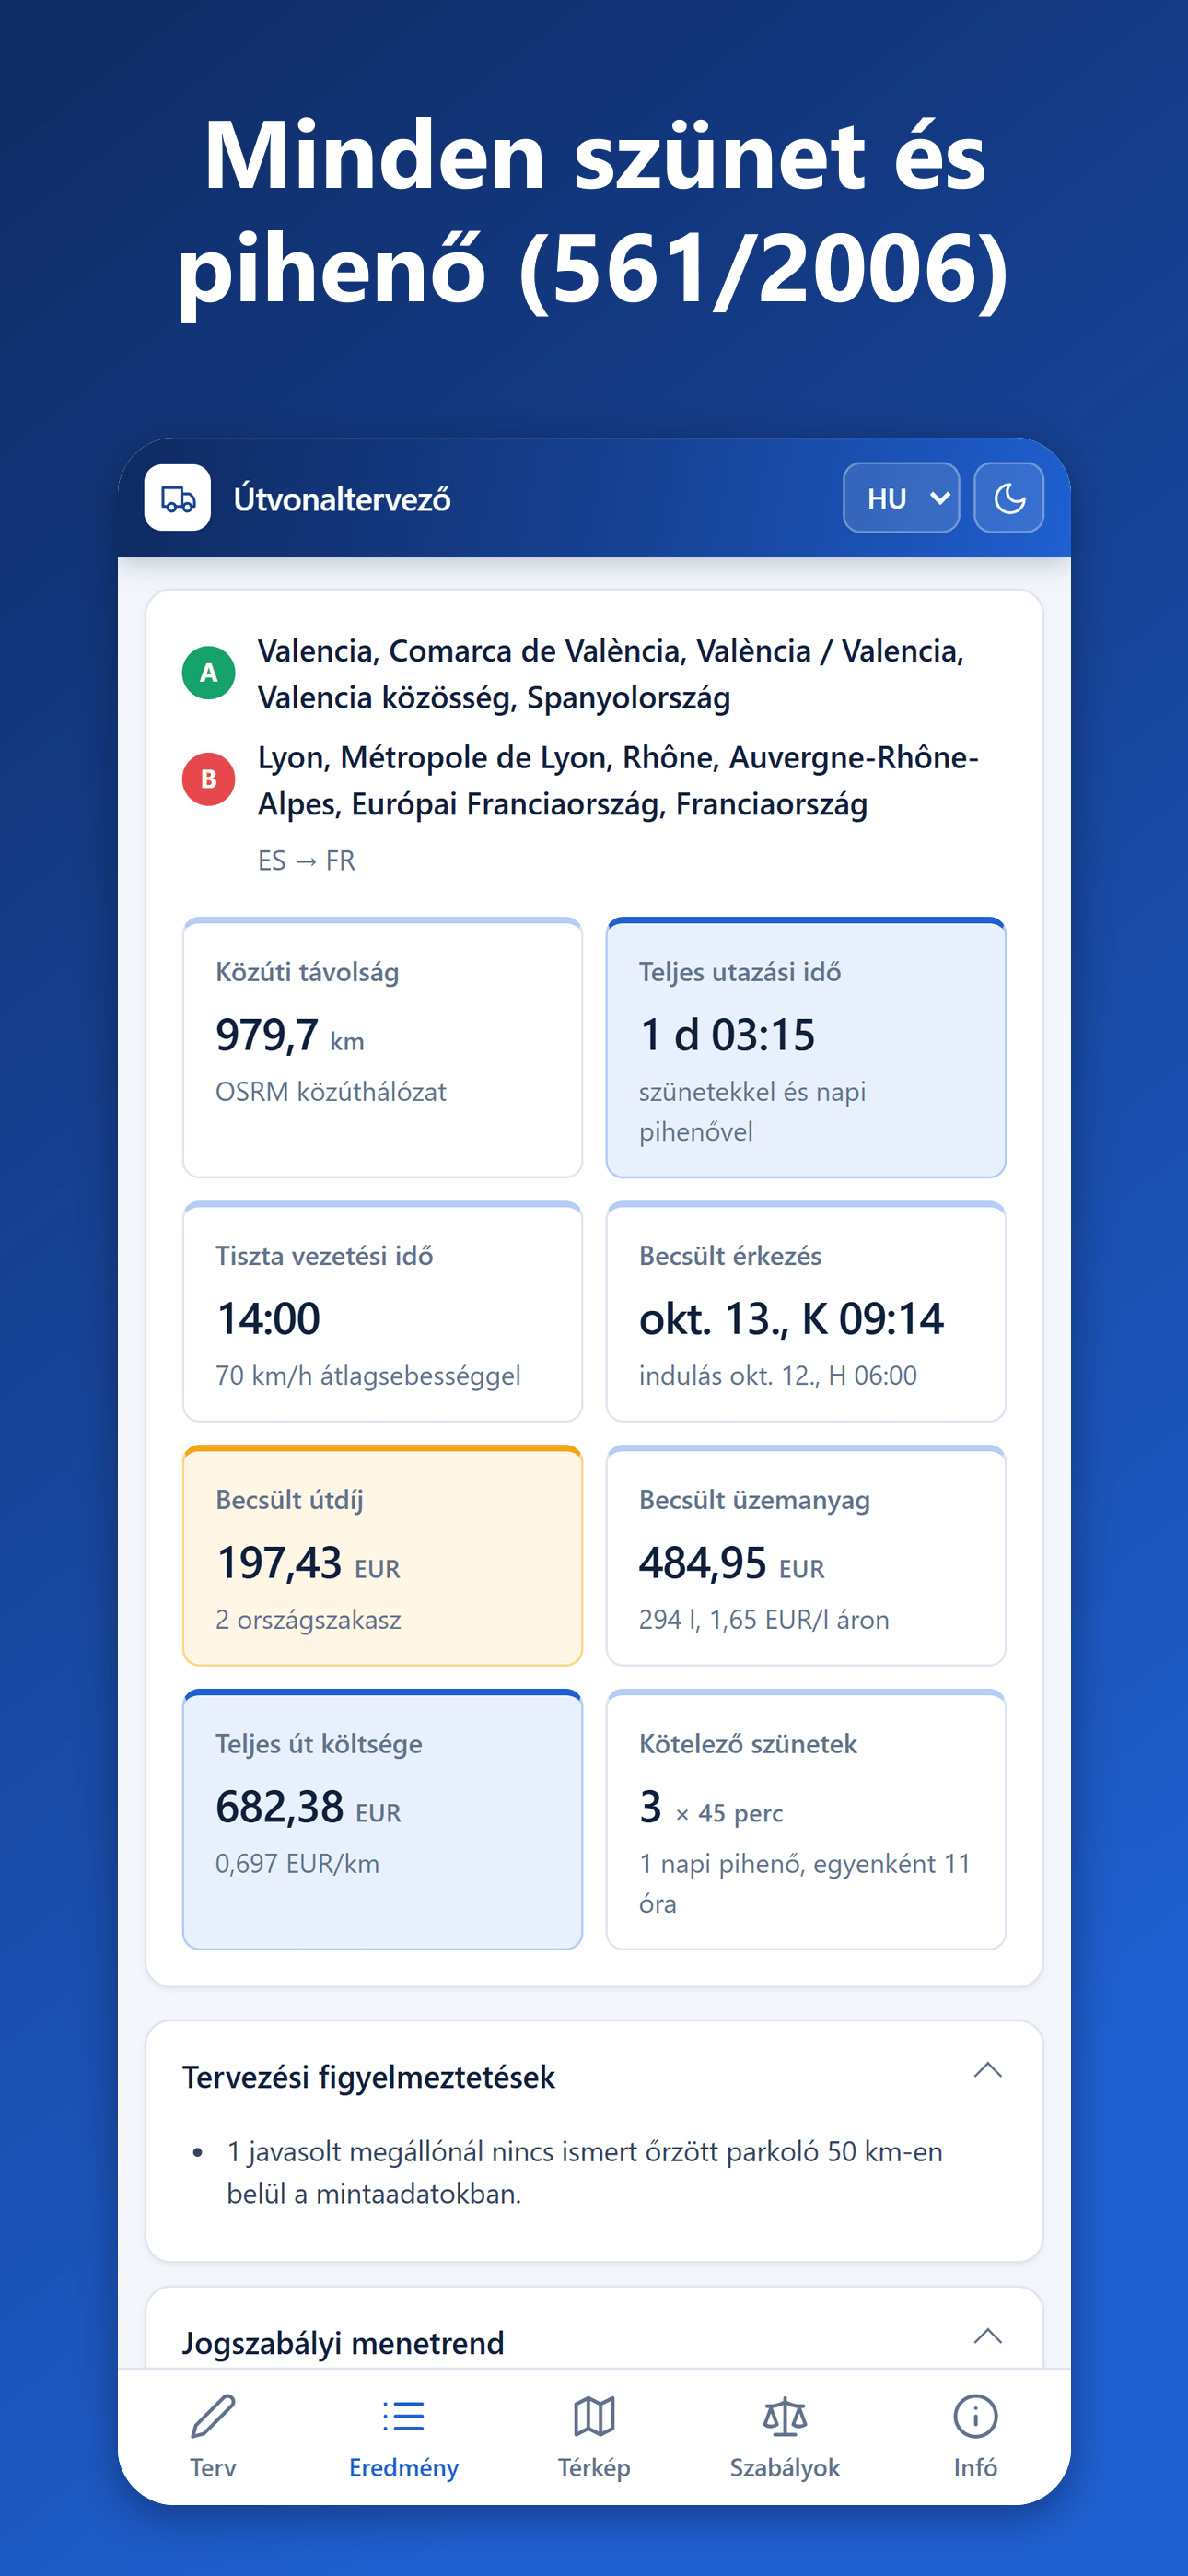 Minden szünet és
pihenő (561/2006)
Útvonaltervező
HU
A
Valencia, Comarca de València, València / Valencia,
Valencia közösség, Spanyolország
B
Lyon, Métropole de Lyon, Rhône, Auvergne-Rhône-
Alpes, Európai Franciaország, Franciaország
ES → FR
Közúti távolság
979,7 km
OSRM közúthálózat
Teljes utazási idő
1 d 03:15
szünetekkel és napi
pihenővel
Tiszta vezetési idő
14:00
70 km/h átlagsebességgel
Becsült érkezés
okt. 13., K 09:14
indulás okt. 12., H 06:00
Becsült útdíj
197,43 EUR
2 országszakasz
Becsült üzemanyag
484,95 EUR
294 l, 1,65 EUR/l áron
Teljes út költsége
682,38 EUR
0,697 EUR/km
Kötelező szünetek
3 × 45 perc
1 napi pihenő, egyenként 11
óra
Tervezési figyelmeztetések
• 1 javasolt megállónál nincs ismert őrzött parkoló 50 km-en
belül a mintaadatokban.
Jogszabályi menetrend
Terv
Eredmény
Térkép
Szabályok
Infó